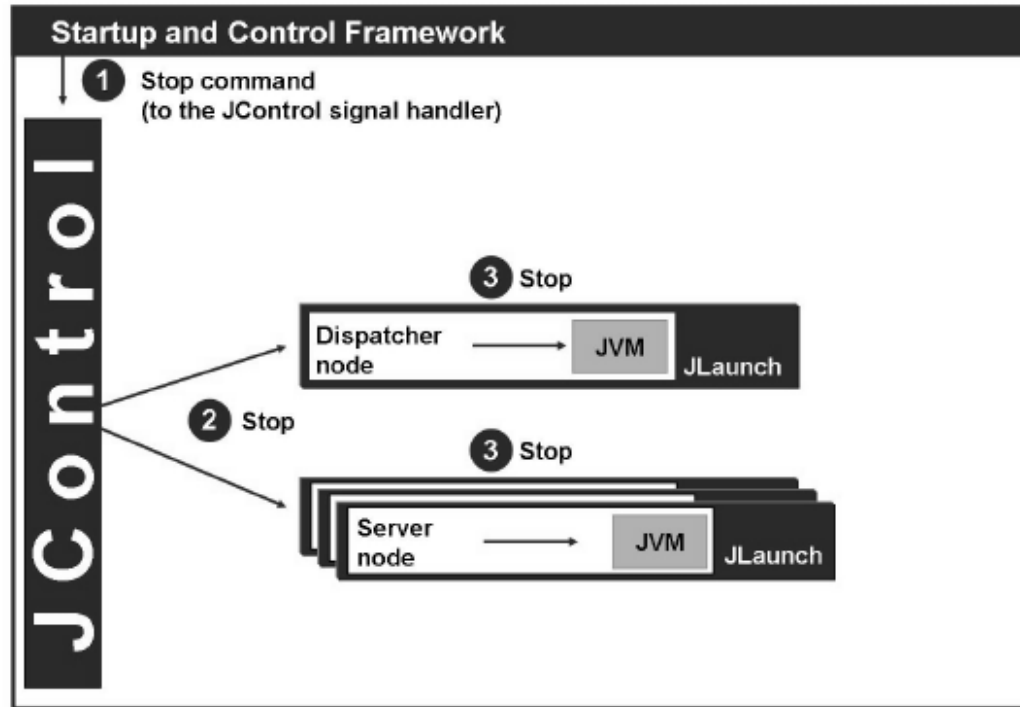 Startup and Control Framework
1 Stop command
(to the JControl signal handler)
JControl
3 Stop
Dispatcher
node
JVM
JLaunch
2 Stop
3 Stop
Server
node
JVM
JLaunch